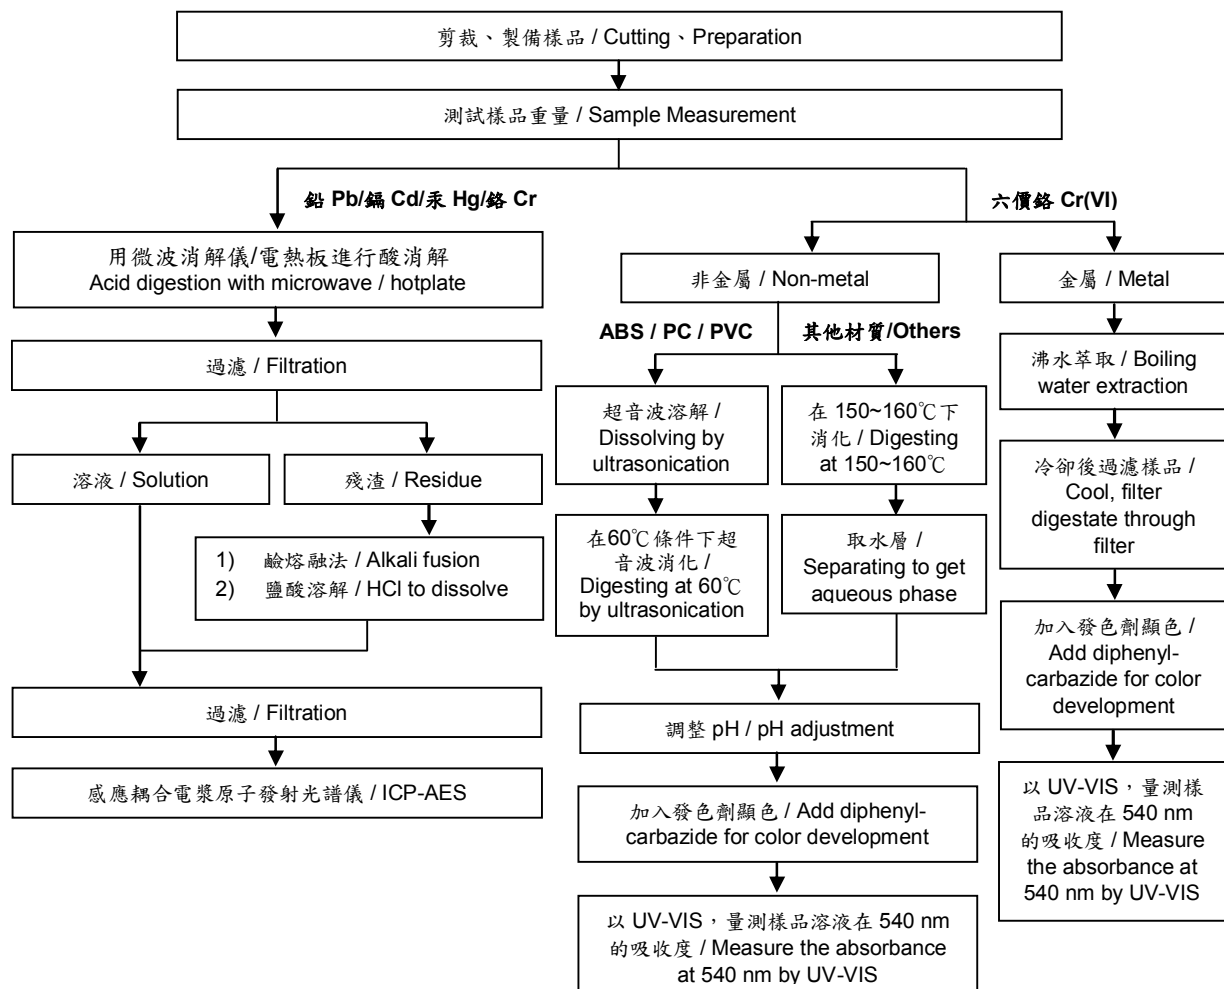 剪裁、製備樣品 / Cutting、Preparation
測試樣品重量 / Sample Measurement
鉛 Pb/鎘 Cd/汞 Hg/鉻 Cr
六價鉻 Cr(VI)
用微波消解儀/電熱板進行酸消解
Acid digestion with microwave / hotplate
過濾 / Filtration
溶液 / Solution
殘渣 / Residue
1) 鹼熔融法 / Alkali fusion
2) 鹽酸溶解 / HCl to dissolve
過濾 / Filtration
感應耦合電漿原子發射光譜儀 / ICP-AES
非金屬 / Non-metal
ABS / PC / PVC
其他材質/Others
超音波溶解 /
Dissolving by
ultrasonication
在60℃條件下超
音波消化 /
Digesting at 60℃
by ultrasonication
在 150~160℃下
消化 / Digesting
at 150~160℃
取水層 /
Separating to get
aqueous phase
調整 pH / pH adjustment
加入發色劑顯色 / Add diphenyl-
carbazide for color development
以 UV-VIS，量測樣品溶液在 540 nm
的吸收度 / Measure the absorbance
at 540 nm by UV-VIS
金屬 / Metal
沸水萃取 / Boiling
water extraction
冷卻後過濾樣品 /
Cool, filter
digestate through
filter
加入發色劑顯色 /
Add diphenyl-
carbazide for color
development
以 UV-VIS，量測樣
品溶液在 540 nm
的吸收度 / Measure
the absorbance at
540 nm by UV-VIS